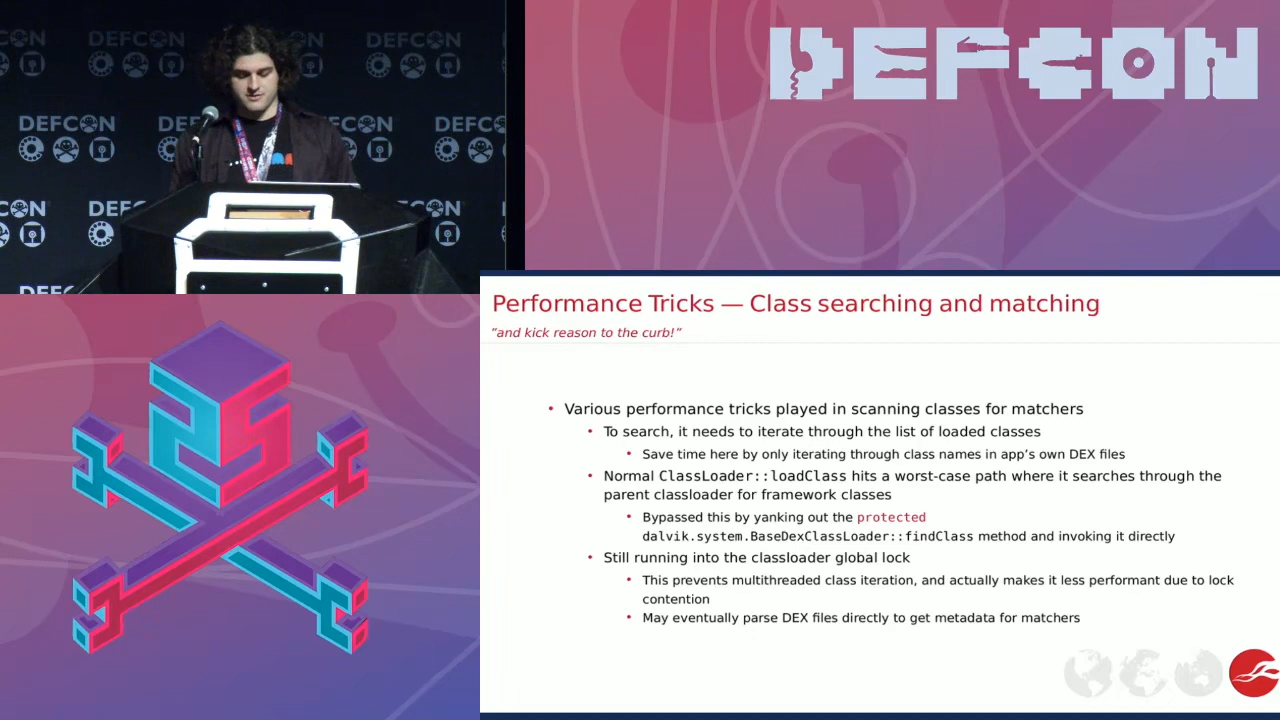 DEFCON
DEFCON
DEFCON
DEFCON
DEFCON
Performance Tricks — Class searching and matching
"and kick reason to the curb!"
• Various performance tricks played in scanning classes for matchers
• To search, it needs to iterate through the list of loaded classes
• Save time here by only iterating through class names in app's own DEX files
• Normal ClassLoader::loadClass hits a worst-case path where it searches through the
parent classloader for framework classes
• Bypassed this by yanking out the protected
dalvik.system.BaseDexClassLoader::findClass method and invoking it directly
• Still running into the classloader global lock
• This prevents multithreaded class iteration, and actually makes it less performant due to lock
contention
• May eventually parse DEX files directly to get metadata for matchers